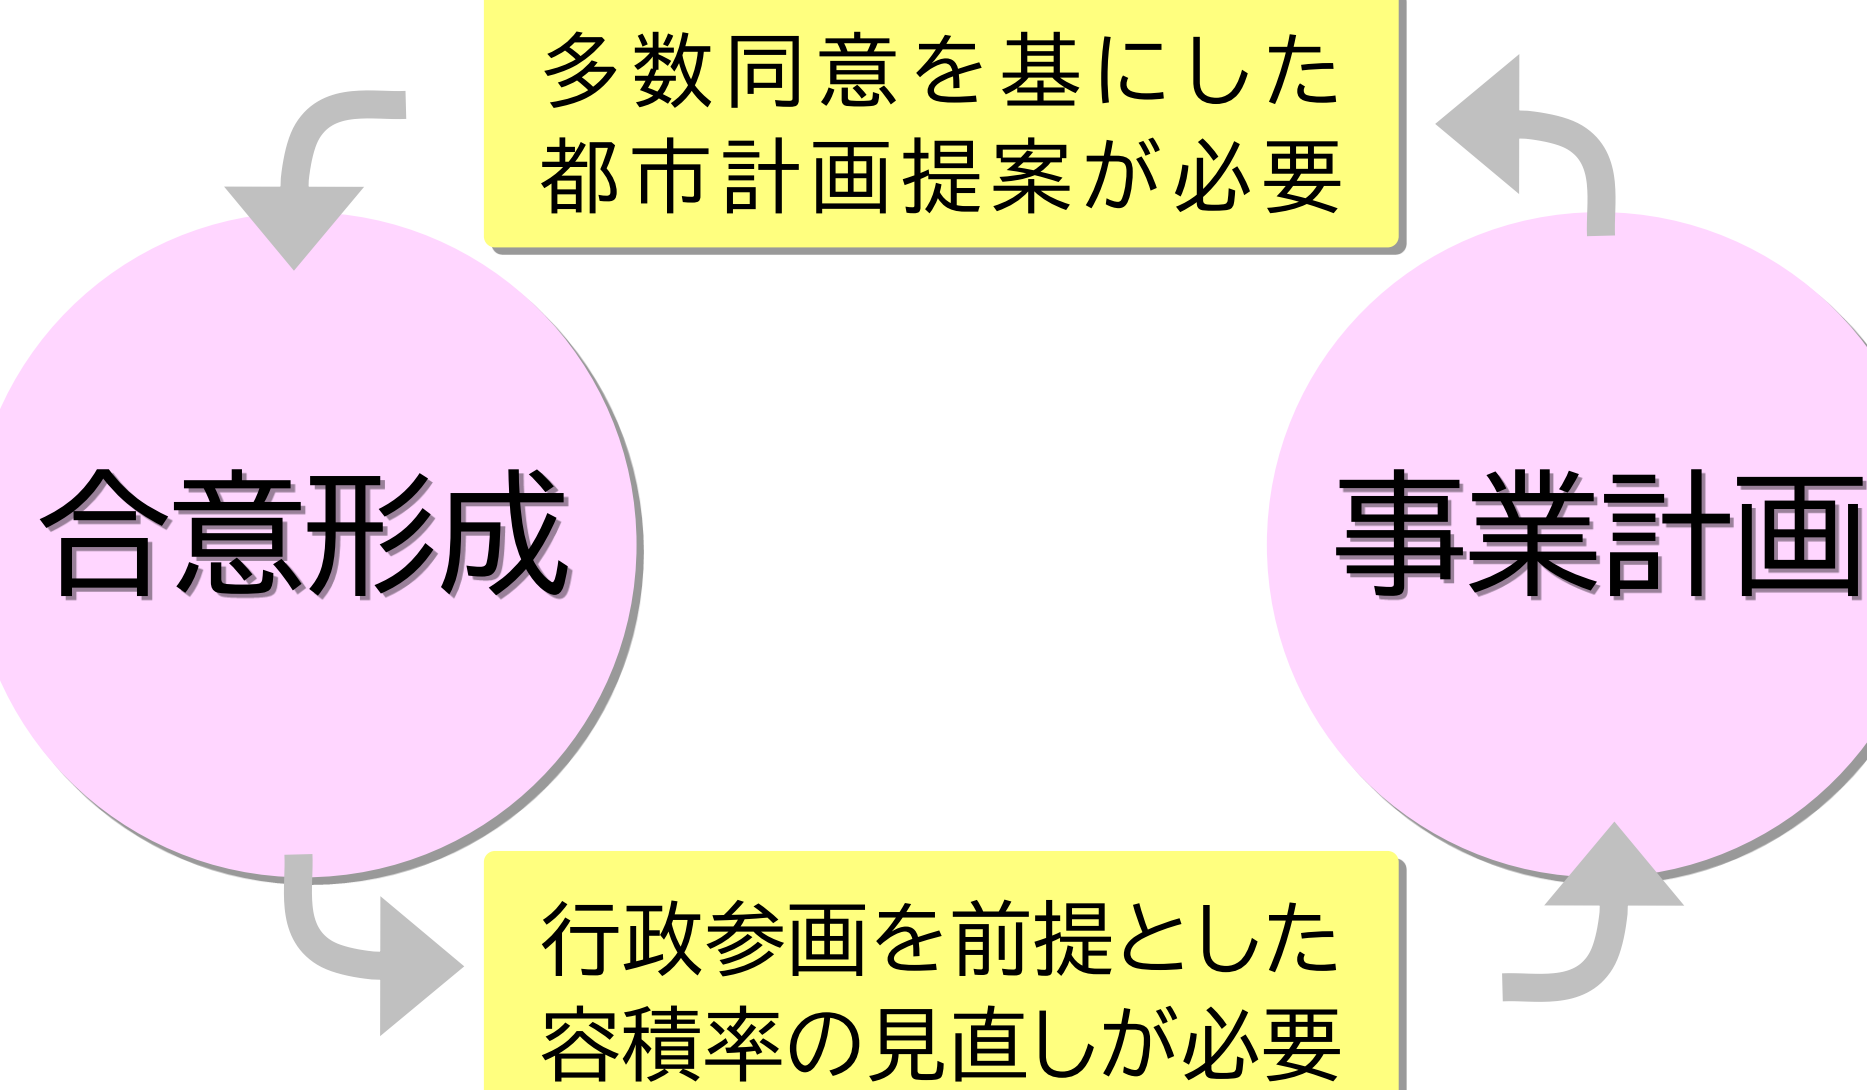 多数同意を基にした
都市計画提案が必要
合意形成
事業計画
行政参画を前提とした
容積率の見直しが必要